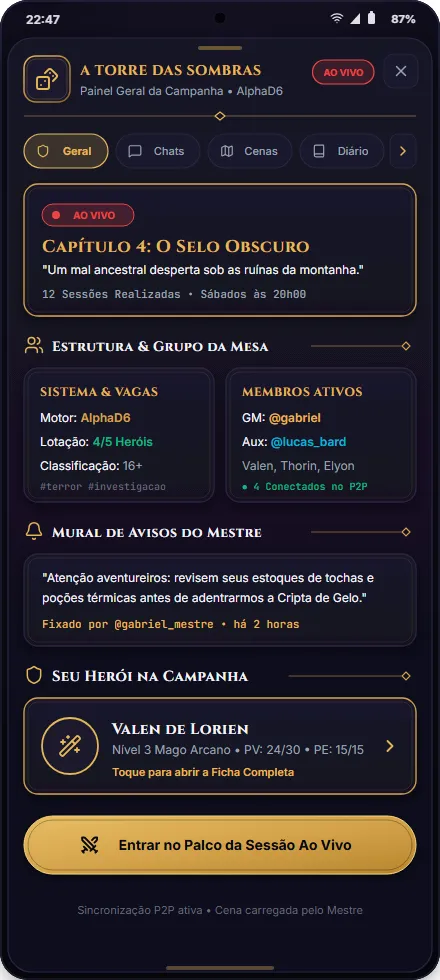 22:47
87%
A TORRE DAS SOMBRAS
Painel Geral da Campanha • AlphaD6
AO VIVO
Geral
Chats
Cenas
Diário
AO VIVO
Capítulo 4: O Selo Obscuro
"Um mal ancestral desperta sob as ruínas da montanha."
12 Sessões Realizadas • Sábados às 20h00
Estrutura & Grupo da Mesa
SISTEMA & VAGAS
Motor: AlphaD6
Lotação: 4/5 Heróis
Classificação: 16+
#terror #investigacao
MEMBROS ATIVOS
GM: @gabriel
Aux: @lucas_bard
Valen, Thorin, Elyon
● 4 Conectados no P2P
Mural de Avisos do Mestre
"Atenção aventureiros: revisem seus estoques de tochas e
poções térmicas antes de adentrarmos a Cripta de Gelo."
Fixado por @gabriel_mestre • há 2 horas
Seu Herói na Campanha
Valen de Lorien
Nível 3 Mago Arcano • PV: 24/30 • PE: 15/15
Toque para abrir a Ficha Completa
Entrar no Palco da Sessão Ao Vivo
Sincronização P2P ativa • Cena carregada pelo Mestre